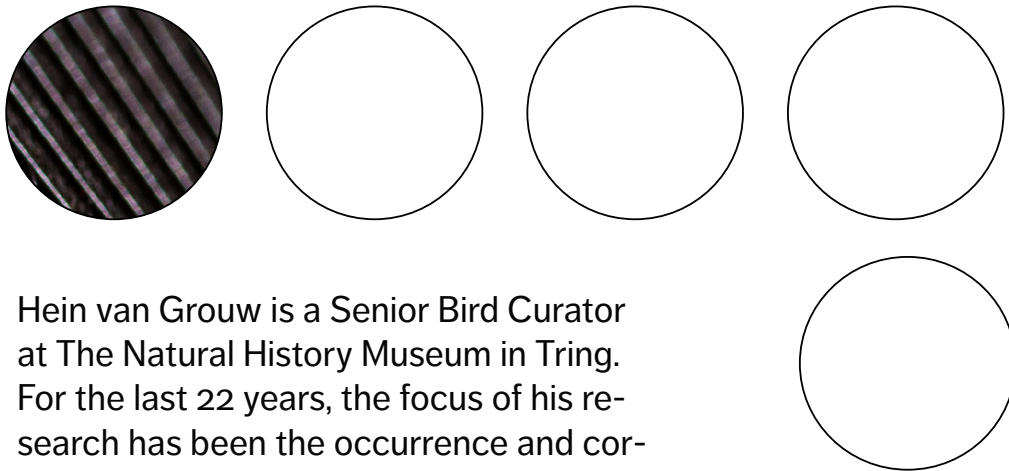 Hein van Grouw is a Senior Bird Curator
at The Natural History Museum in Tring.
For the last 22 years, the focus of his re-
search has been the occurrence and cor-